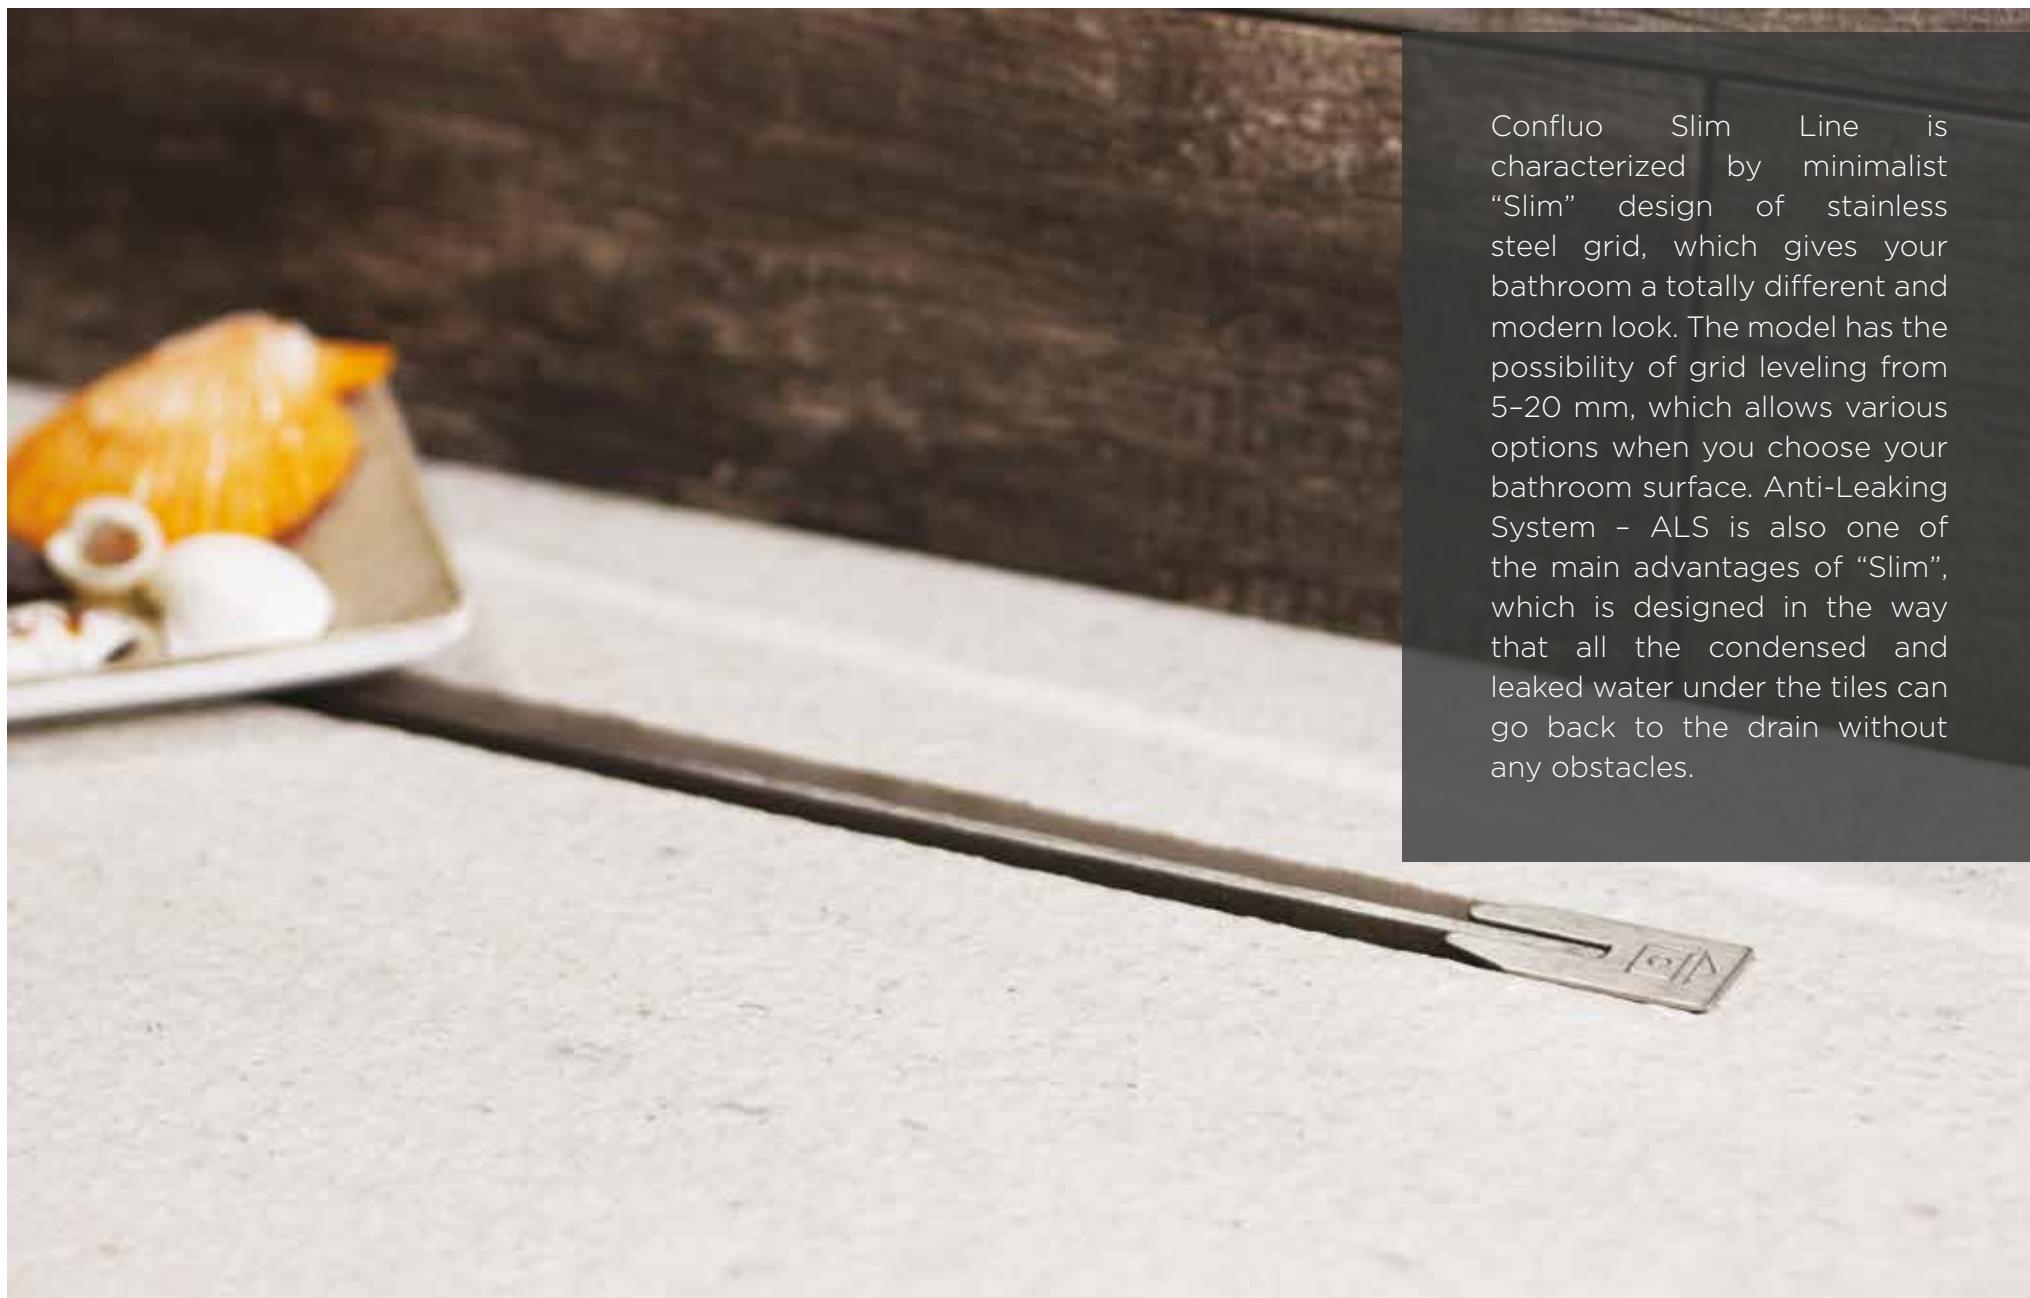 Confluo Slim Line is
characterized by minimalist
“Slim” design of stainless
steel grid, which gives your
bathroom a totally different and
modern look. The model has the
possibility of grid leveling from
5–20 mm, which allows various
options when you choose your
bathroom surface. Anti-Leaking
System – ALS is also one of
the main advantages of “Slim”,
which is designed in the way
that all the condensed and
leaked water under the tiles can
go back to the drain without
any obstacles.